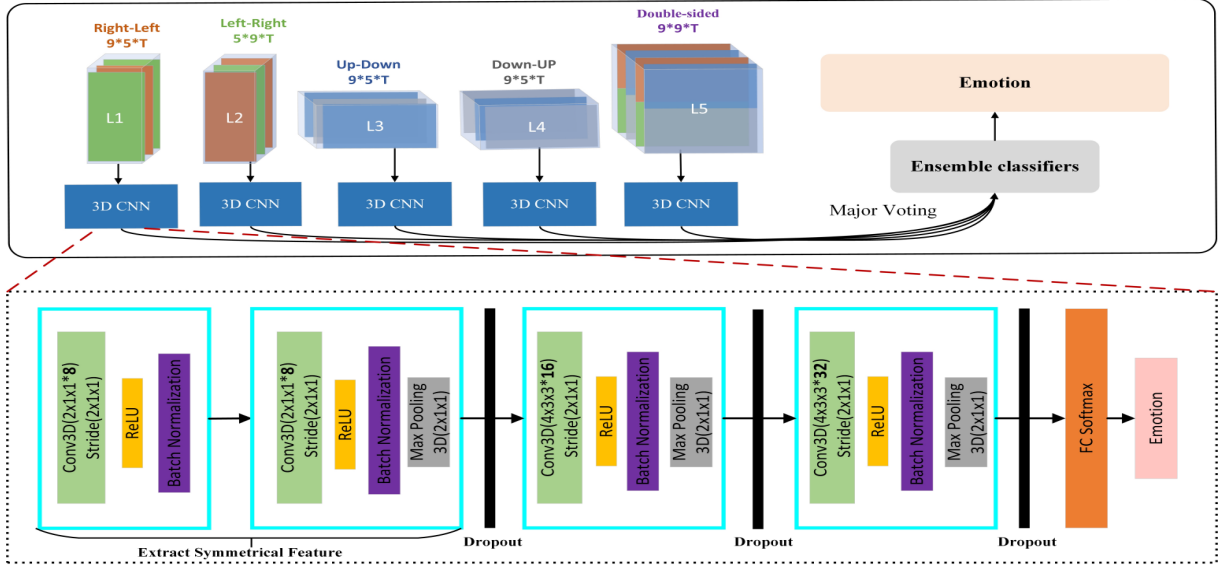 Right-Left
9*5*T
Left-Right
5*9*T
Up-Down
9*5*T
Down-UP
9*5*T
Double-sided
9*9*T
L1
L2
L3
L4
L5
3D CNN
3D CNN
3D CNN
3D CNN
3D CNN
Emotion
Ensemble classifiers
Major Voting
Conv3D(2x1x1*8)
Stride(2x1x1)
ReLU
Batch Normalization
Conv3D(2x1x1*8)
Stride(2x1x1)
ReLU
Batch Normalization
Max Pooling
3D(2x1x1)
Conv3D(4x3x3*16)
Stride(2x1x1)
ReLU
Batch Normalization
Max Pooling
3D(2x1x1)
Conv3D(4x3x3*32)
Stride(2x1x1)
ReLU
Batch Normalization
Max Pooling
3D(2x1x1)
FC Softmax
Emotion
Extract Symmetrical Feature
Dropout
Dropout
Dropout